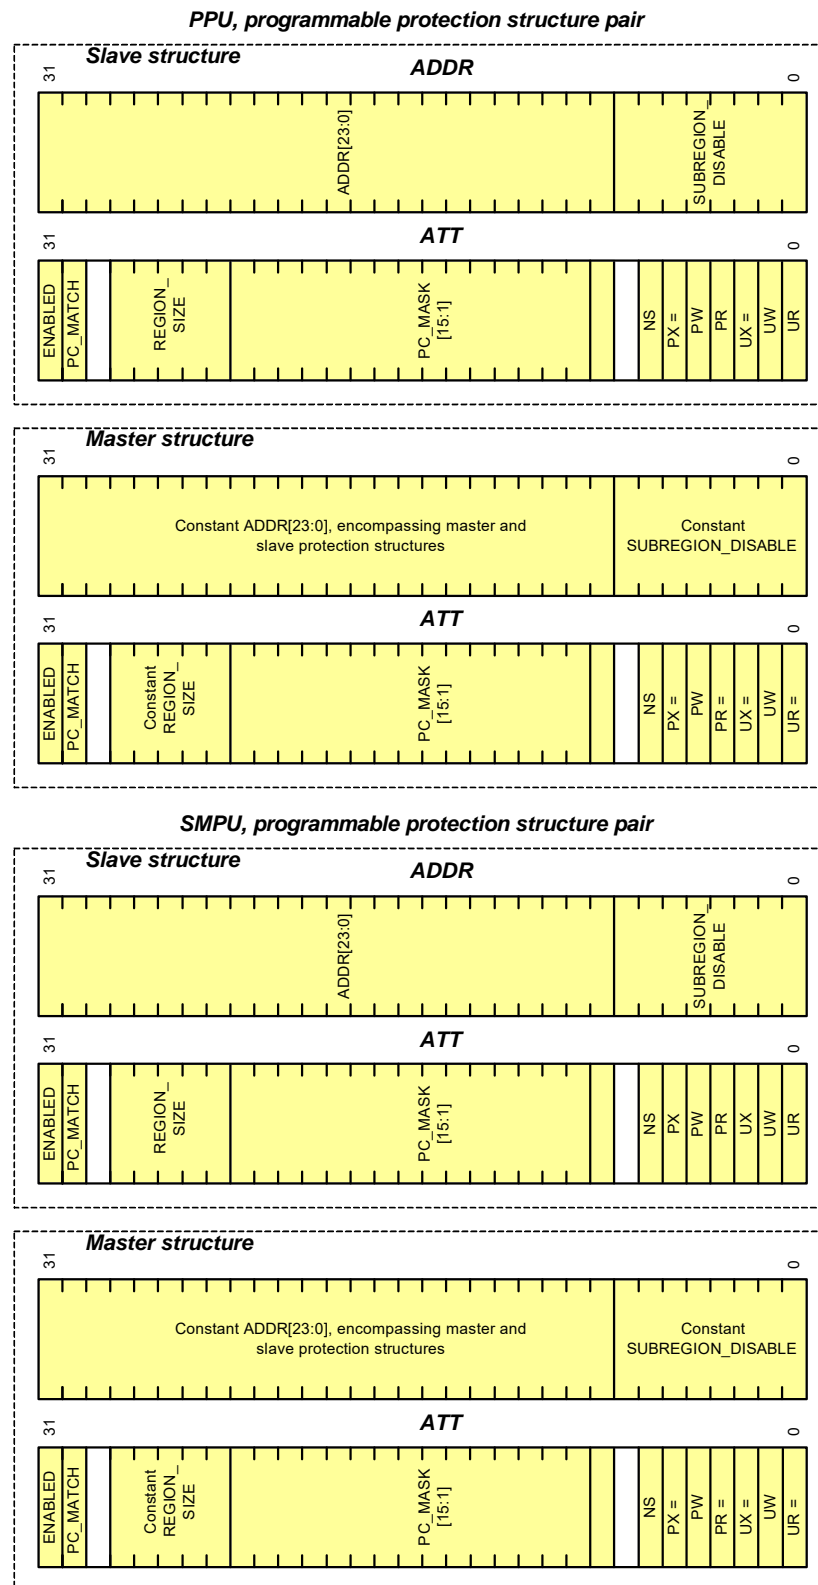 PPU, programmable protection structure pair
Slave structure
ADDR
31
0
ADDR[23:0]
SUBREGION_
DISABLE
ATT
31
0
ENABLED
PC_MATCH
REGION_
SIZE
PC_MASK
[15:1]
NS
PX =
PW
PR
UX =
UW
UR
Master structure
31
0
Constant ADDR[23:0], encompassing master and
slave protection structures
Constant
SUBREGION_DISABLE
ATT
31
0
ENABLED
PC_MATCH
Constant
REGION_
SIZE
PC_MASK
[15:1]
NS
PX =
PW
PR =
UX =
UW
UR =
SMPU, programmable protection structure pair
Slave structure
ADDR
31
0
ADDR[23:0]
SUBREGION_
DISABLE
ATT
31
0
ENABLED
PC_MATCH
REGION_
SIZE
PC_MASK
[15:1]
NS
PX
PW
PR
UX
UW
UR
Master structure
31
0
Constant ADDR[23:0], encompassing master and
slave protection structures
Constant
SUBREGION_DISABLE
ATT
31
0
ENABLED
PC_MATCH
Constant
REGION_
SIZE
PC_MASK
[15:1]
NS
PX =
PW
PR =
UX =
UW
UR =